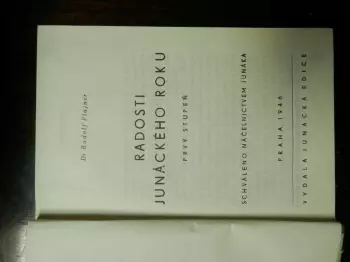 Dr Rudolf Plajner
RADOSTI
JUNÁCKÉHO ROKU
PRVÝ STUPEŇ
SCHVÁLENO NÁČELNICTVEM JUNÁKA
PRAHA, 1946
VYDALA JUNÁCKÁ EDICE